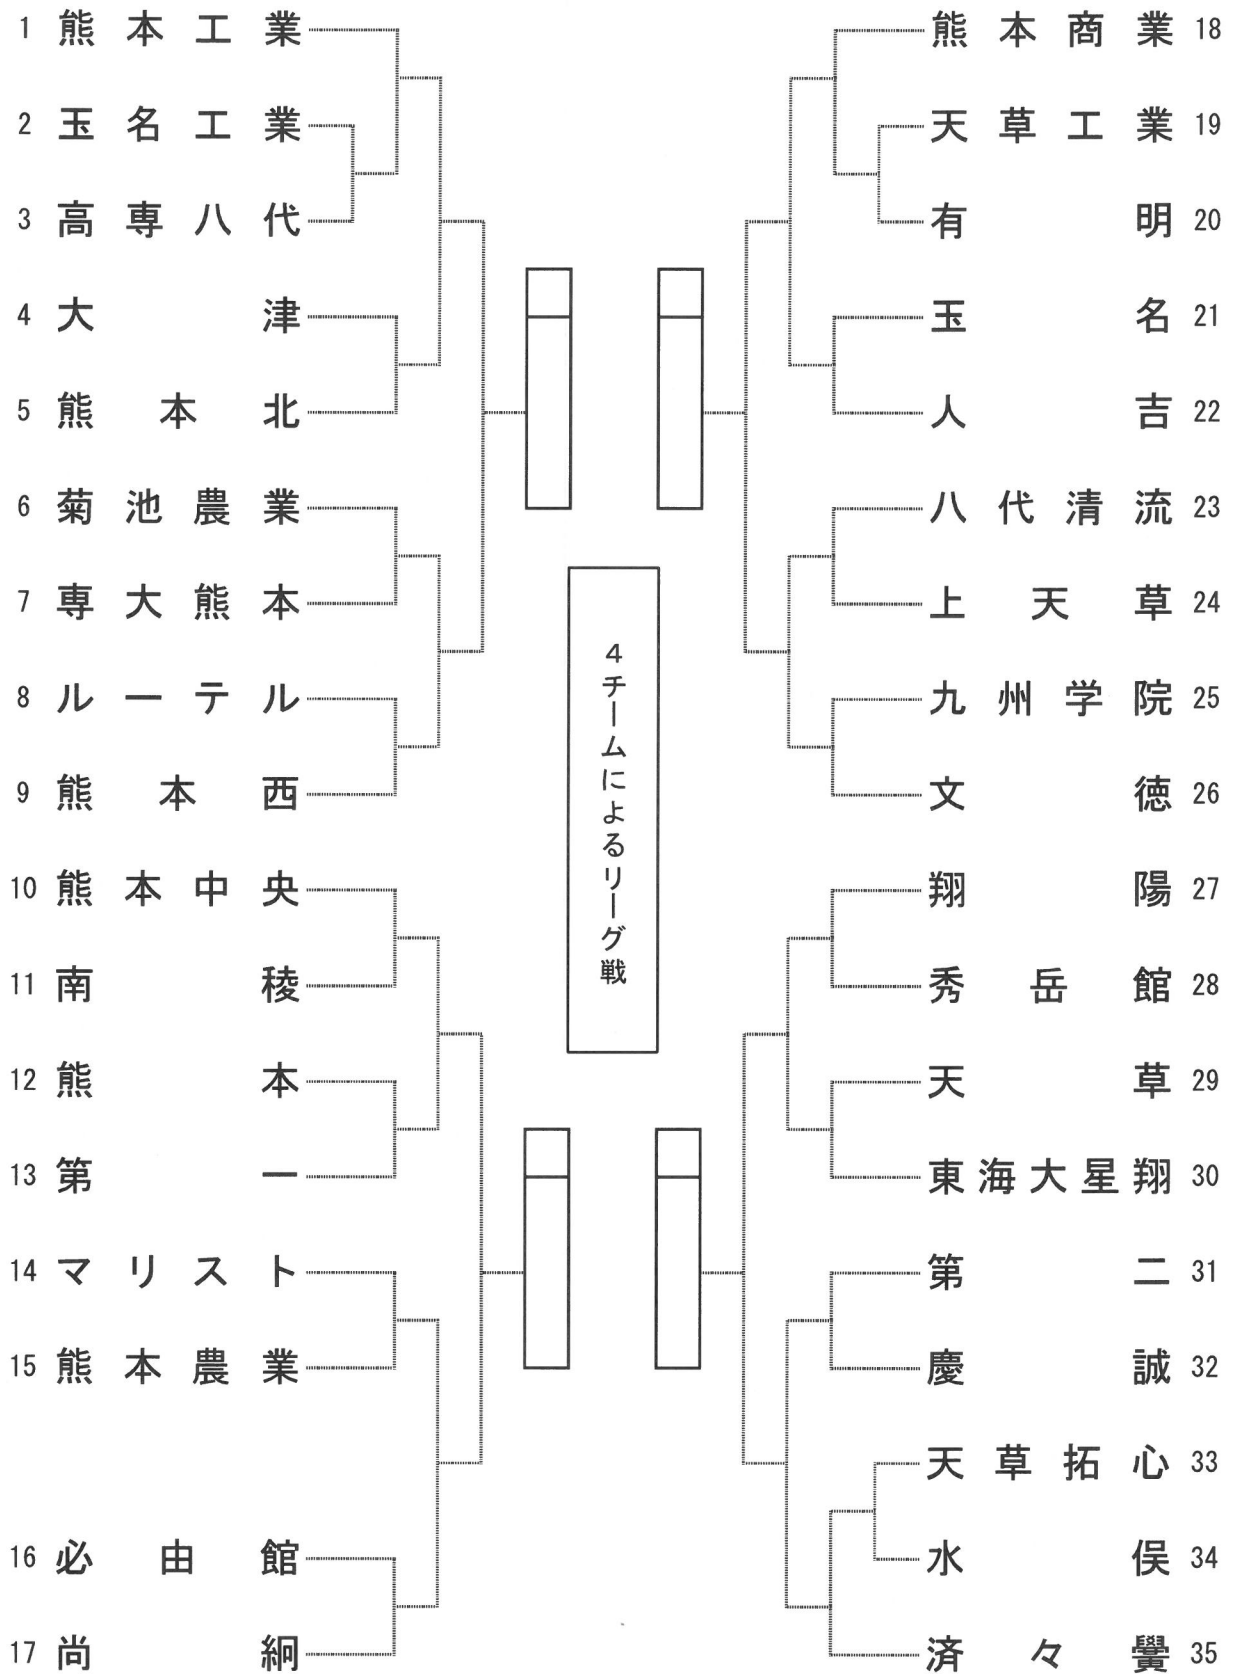 1 熊本工業
2 玉名工業
3 高専八代
4 大津
5 熊本北
6 菊池農業
7 専大熊本
8 ルーテル
9 熊本西
10 熊本中央
11 南稜
12 熊本
13 第一
14 マリスト
15 熊本農業
16 必由館
17 尚絅
4チームによるリーグ戦
熊本商業 18
天草工業 19
有明 20
玉名 21
人吉 22
八代清流 23
上天草 24
九州学院 25
文徳 26
翔陽 27
秀岳館 28
天草 29
東海大星翔 30
第二 31
慶誠 32
天草拓心 33
水俣 34
済々黌 35